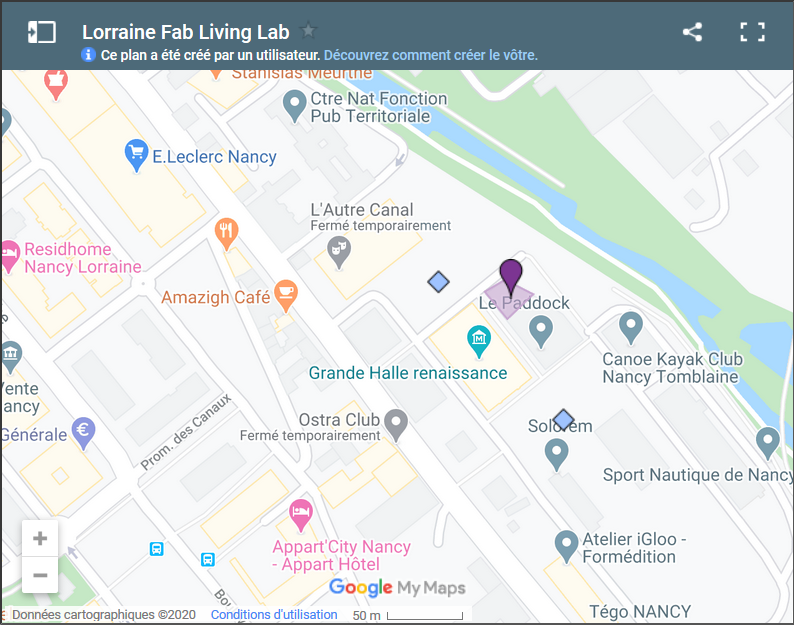 Lorraine Fab Living Lab
Ce plan a été créé par un utilisateur. Découvrez comment créer le vôtre.
Stanislas Meurthe
Ctre Nat Fonction
Pub Territoriale
E.Leclerc Nancy
L'Autre Canal
Fermé temporairement
Residhome
Nancy Lorraine
Amazigh Café
Le Paddock
Canoe Kayak Club
Nancy Tomblaine
Grande Halle renaissance
Vente
ancy
Générale
Prom. des Canaux
Ostra Club
Fermé temporairement
Solorem
Sport Nautique de Nancy
Atelier iGloo -
Formédition
Appart'City Nancy
- Appart Hôtel
Google My Maps
Tégo NANCY
Données cartographiques ©2020 Conditions d'utilisation 50 m